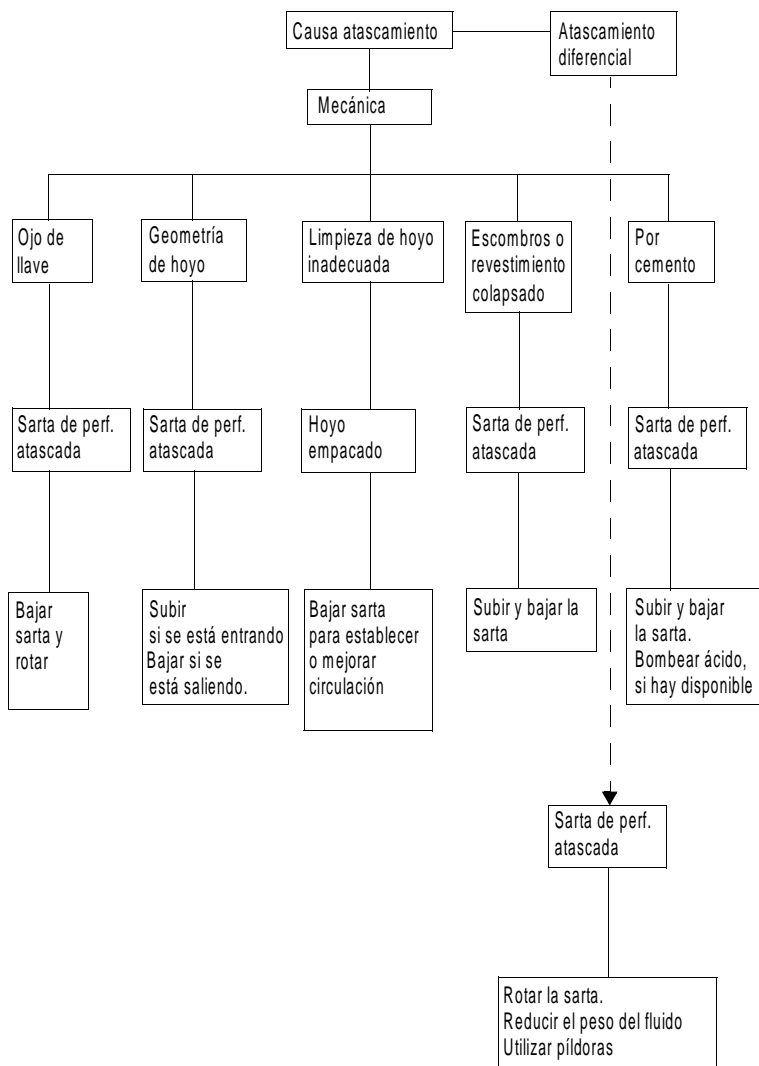 Causa atascamiento
Atascamiento
diferencial
Mecánica
Ojo de
llave
Geometría
de hoyo
Limpieza de hoyo
inadecuada
Escombros o
revestimiento
colapsado
Por
cemento
Sarta de perf.
atascada
Sarta de perf.
atascada
Hoyo
empacado
Sarta de perf.
atascada
Sarta de perf.
atascada
Bajar
sarta y
rotar
Subir
si se está entrando
Bajar si se
está saliendo.
Bajar sarta
para establecer
o mejorar
circulación
Subir y bajar la
sarta
Subir y bajar
la sarta.
Bombear ácido,
si hay disponible
Sarta de perf.
atascada
Rotar la sarta.
Reducir el peso del fluido
Utilizar píldoras